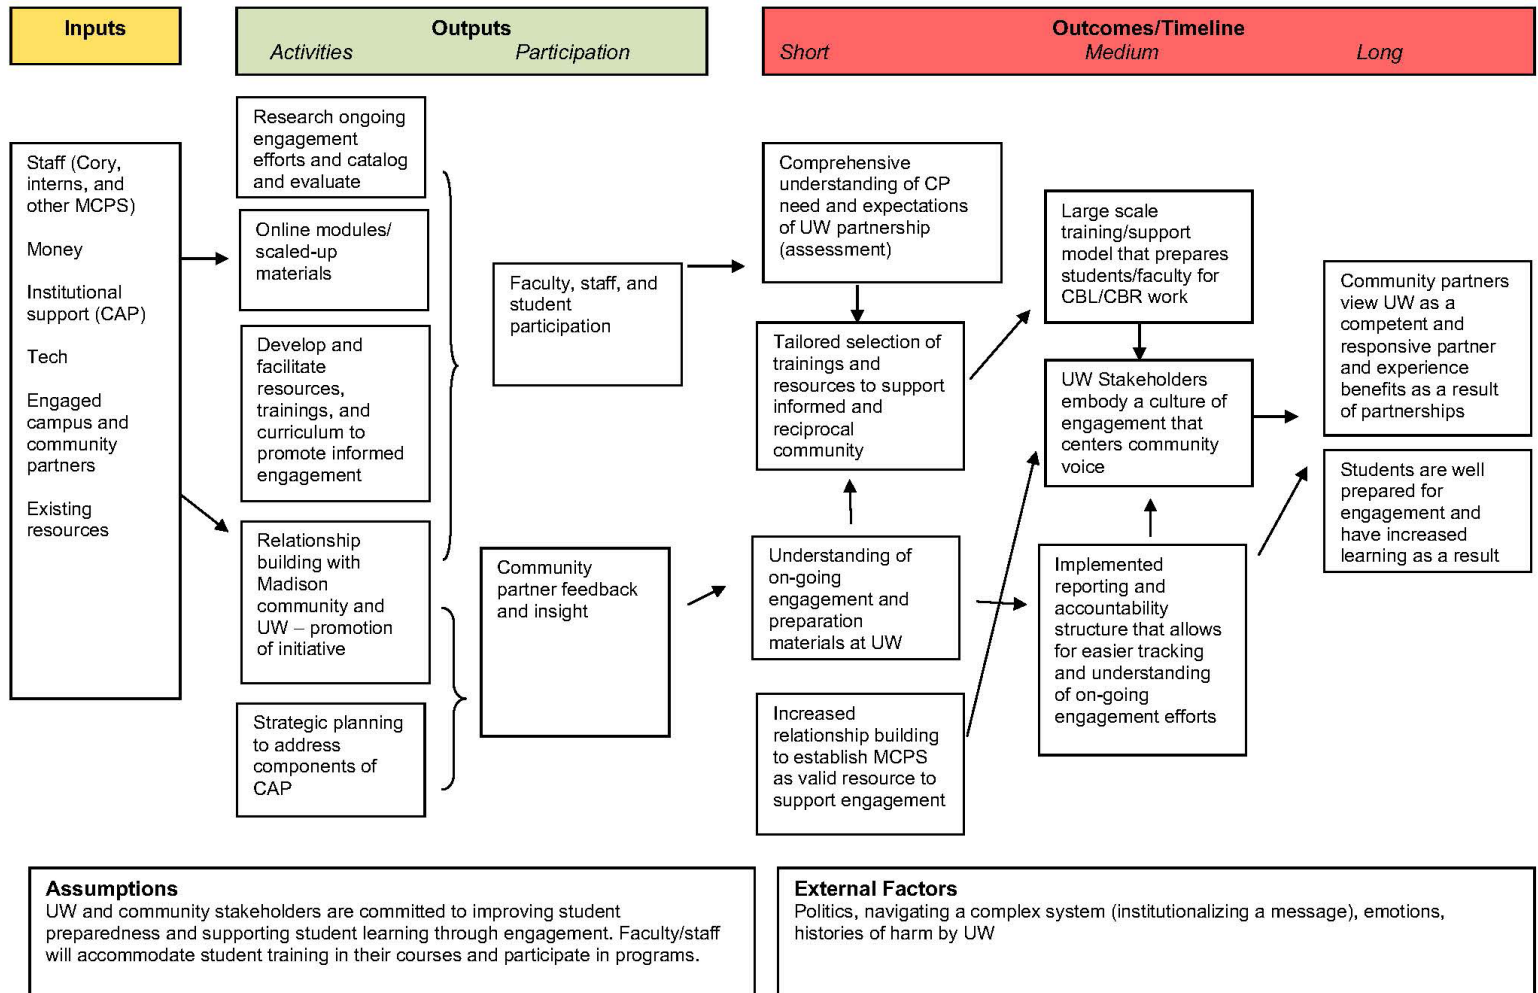 Inputs
Outputs
Activities
Participation
Outcomes/Timeline
Short
Medium
Long
Staff (Cory,
interns, and
other MCPS)
Money
Institutional
support (CAP)
Tech
Engaged
campus and
community
partners
Existing
resources
Research ongoing
engagement
efforts and catalog
and evaluate
Online modules/
scaled-up
materials
Develop and
facilitate
resources,
trainings, and
curriculum to
promote informed
engagement
Relationship
building with
Madison
community and
UW – promotion
of initiative
Strategic planning
to address
components of
CAP
Faculty, staff, and
student
participation
Community
partner feedback
and insight
Comprehensive
understanding of CP
need and expectations
of UW partnership
(assessment)
Tailored selection of
trainings and
resources to support
informed and
reciprocal
community
Understanding of
on-going
engagement and
preparation
materials at UW
Increased
relationship building
to establish MCPS
as valid resource to
support engagement
Large scale
training/support
model that prepares
students/faculty for
CBL/CBR work
UW Stakeholders
embody a culture of
engagement that
centers community
voice
Implemented
reporting and
accountability
structure that allows
for easier tracking
and understanding
of on-going
engagement efforts
Community partners
view UW as a
competent and
responsive partner
and experience
benefits as a result
of partnerships
Students are well
prepared for
engagement and
have increased
learning as a result
Assumptions
UW and community stakeholders are committed to improving student
preparedness and supporting student learning through engagement. Faculty/staff
will accommodate student training in their courses and participate in programs.
External Factors
Politics, navigating a complex system (institutionalizing a message), emotions,
histories of harm by UW